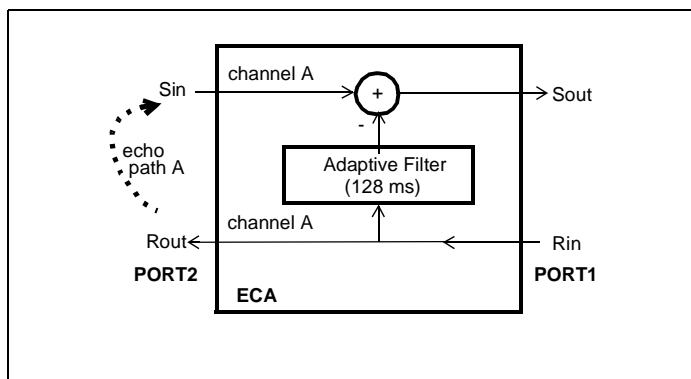 channel A
Sin
+
Sout
-
echo
path A
Adaptive Filter
(128 ms)
channel A
Rout
Rin
PORT2
PORT1
ECA